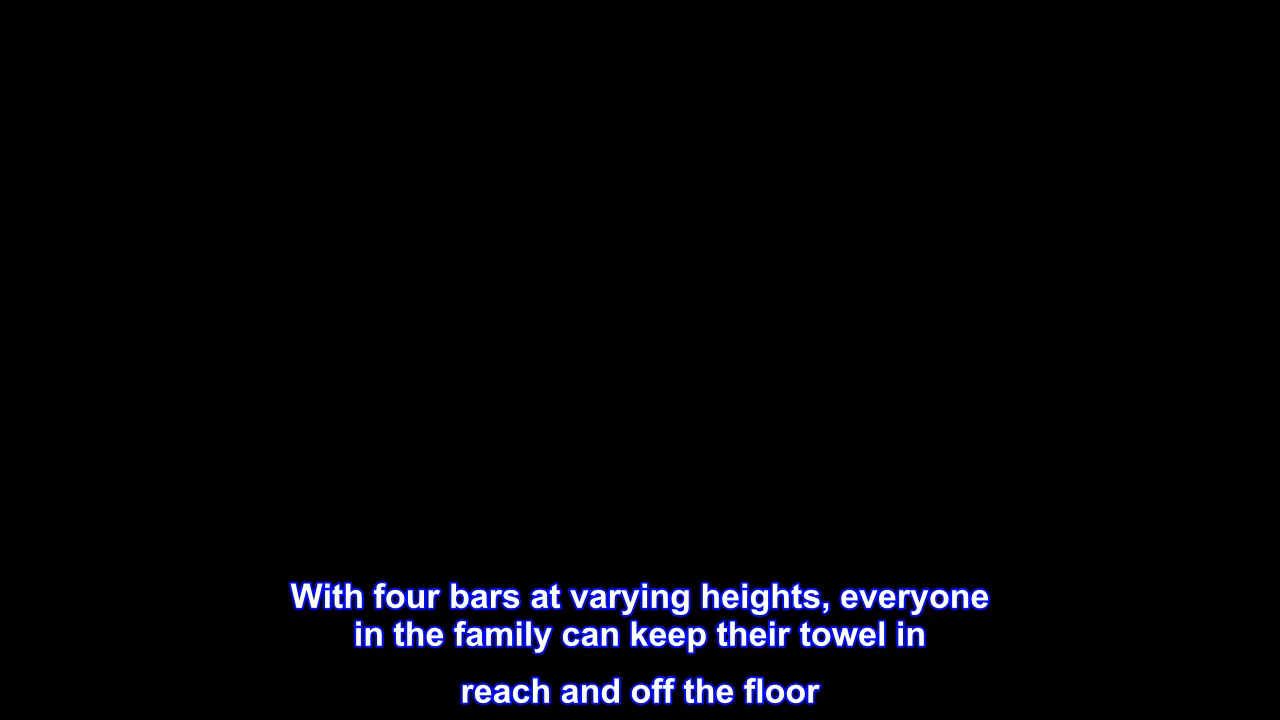 With four bars at varying heights, everyone
in the family can keep their towel in
reach and off the floor